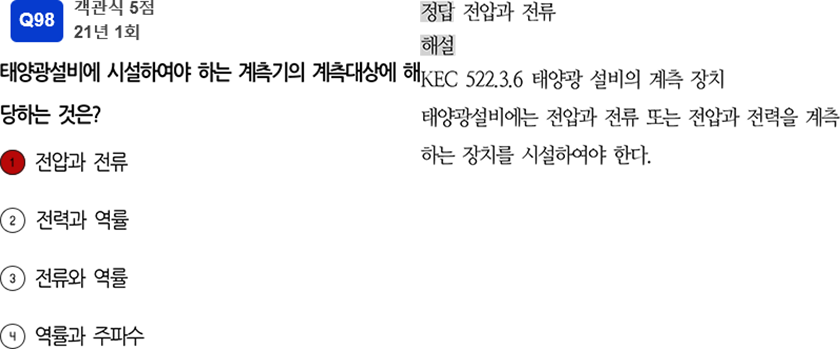 Q98
객관식 5점
21년 1회
태양광설비에 시설하여야 하는 계측기의 계측대상에 해
당하는 것은?
1 전압과 전류
2 전력과 역률
3 전류와 역률
4 역률과 주파수
정답 전압과 전류
해설
KEC 522.3.6 태양광 설비의 계측 장치
태양광설비에는 전압과 전류 또는 전압과 전력을 계측
하는 장치를 시설하여야 한다.